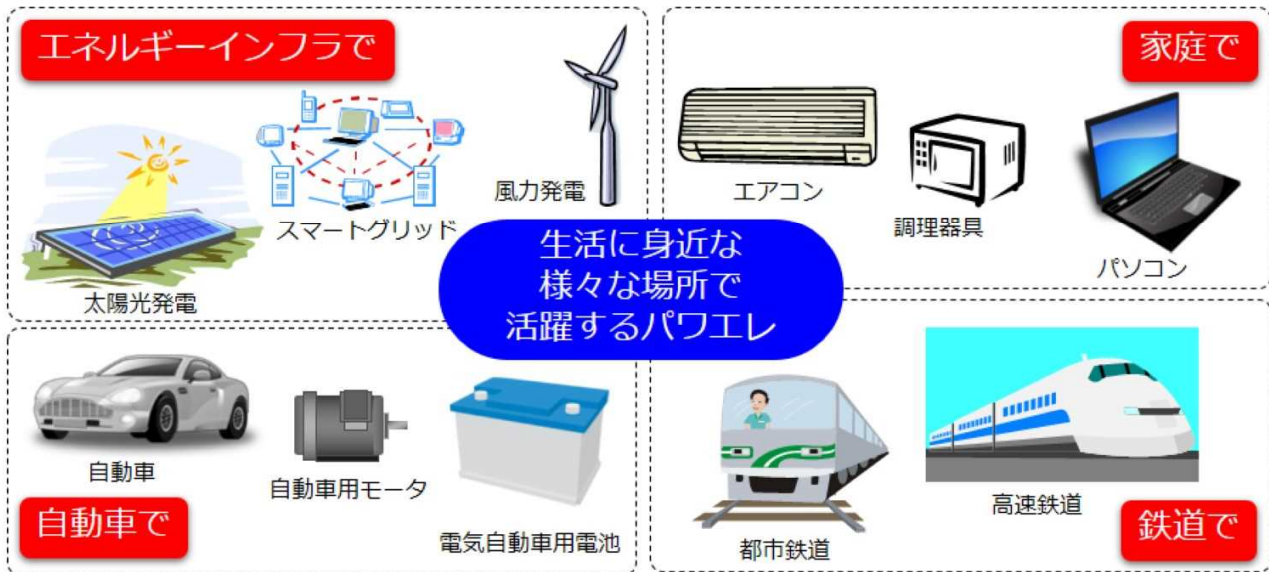 エネルギーインフラで
スマートグリッド
風力発電
太陽光発電
家庭で
エアコン
調理器具
パソコン
生活に身近な
様々な場所で
活躍するパワエレ
自動車
自動車用モータ
電気自動車用電池
自動車で
都市鉄道
高速鉄道
鉄道で